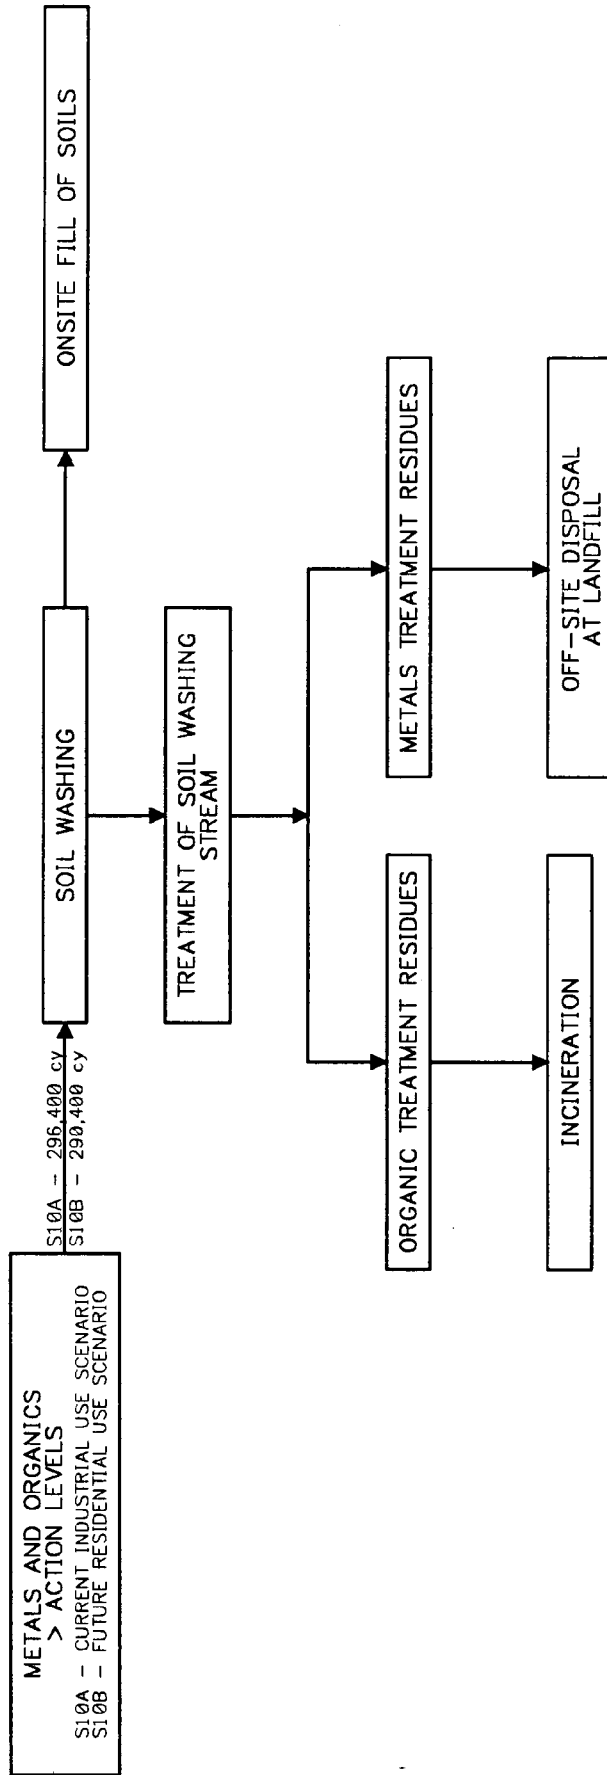 METALS AND ORGANICS
> ACTION LEVELS
S10A - CURRENT INDUSTRIAL USE SCENARIO
S10B - FUTURE RESIDENTIAL USE SCENARIO
S10A - 296,400 cy
S10B - 290,400 cy
SOIL WASHING
ONSITE FILL OF SOILS
TREATMENT OF SOIL WASHING
STREAM
ORGANIC TREATMENT RESIDUES
METALS TREATMENT RESIDUES
INCINERATION
OFF-SITE DISPOSAL
AT LANDFILL